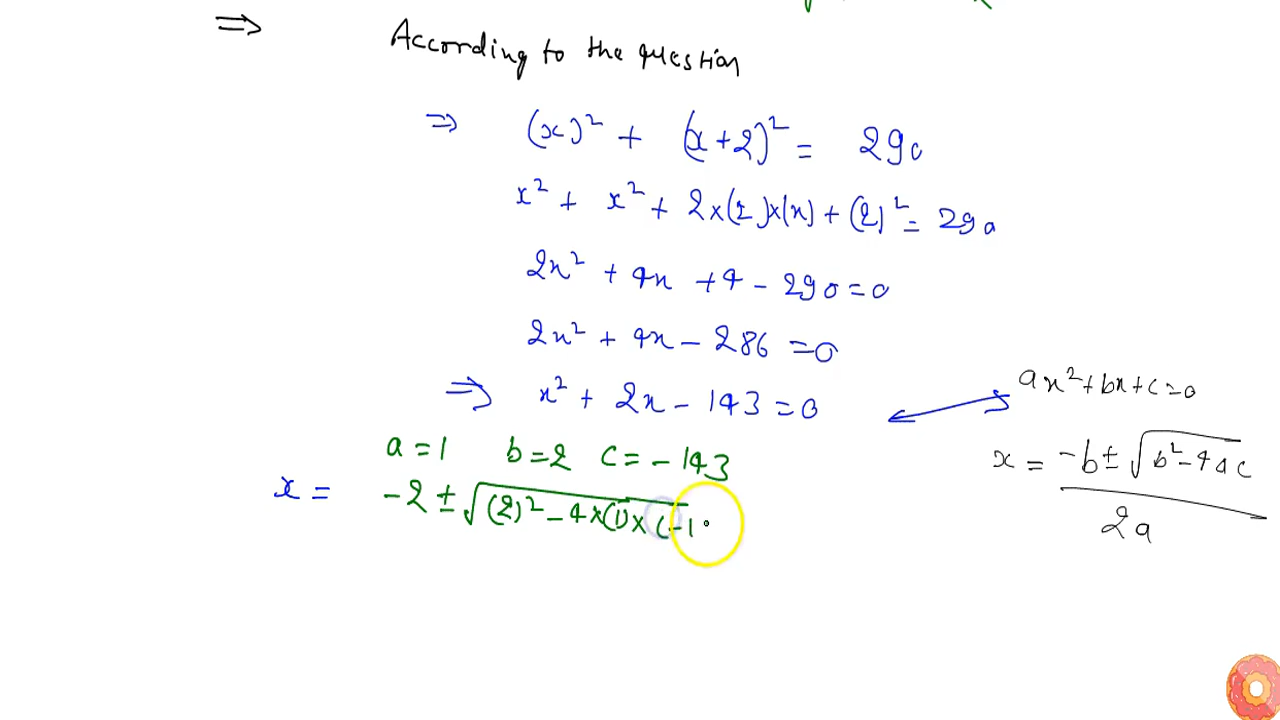 ⇒ According to the question
⇒ (x)² + (x+2)² = 290
x² + x² + 2×(2)×(x) + (2)² = 290
2x² + 4x + 4 - 290 = 0
2x² + 4x - 286 = 0
⇒ x² + 2x - 143 = 0
ax² + bx + c = 0
a = 1 b = 2 c = -143
x = -b ± √b² - 4ac / 2a
x = -2 ± √(2)² - 4×(1)×(-1